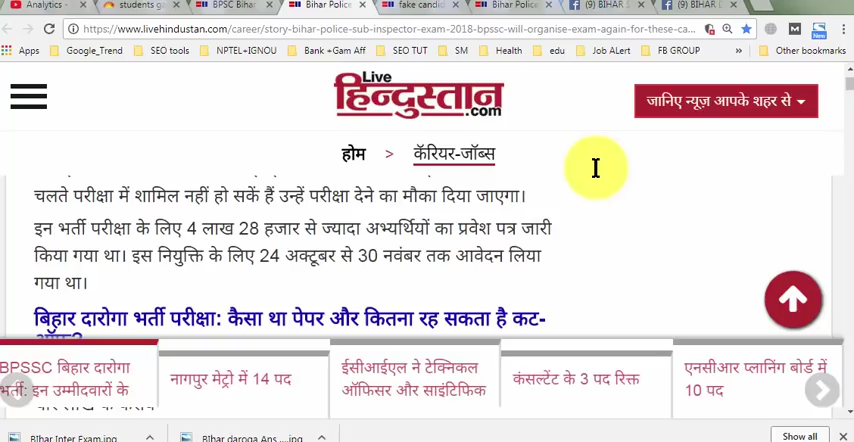 Analytics -
students ga
BPSC Bihar
Bihar Police
fake candid
Bihar Police
(9) BIHAR
(9) BIHAR D
https://www.livehindustan.com/career/story-bihar-police-sub-inspector-exam-2018-bpssc-will-organise-exam-again-for-these-ca...
Apps
Google_Trend
SEO tools
NPTEL+IGNOU
Bank +Gam Aff
SEO TUT
SM
Health
edu
Job ALert
FB GROUP
»
Other bookmarks
Live
हिन्दुस्तान
.com
जानिए न्यूज़ आपके शहर से
होम > कॅरियर-जॉब्स
चलते परीक्षा में शामिल नहीं हो सकें हैं उन्हें परीक्षा देने का मौका दिया जाएगा।
इन भर्ती परीक्षा के लिए 4 लाख 28 हजार से ज्यादा अभ्यर्थियों का प्रवेश पत्र जारी
किया गया था। इस नियुक्ति के लिए 24 अक्टूबर से 30 नवंबर तक आवेदन लिया
गया था।
बिहार दारोगा भर्ती परीक्षा: कैसा था पेपर और कितना रह सकता है कट-
BPSSC बिहार दारोगा
भर्ती: इन उम्मीदवारों के
नागपुर मेट्रो में 14 पद
ईसीआईएल ने टेक्निकल
ऑफिसर और साइंटिफिक
कंसल्टेंट के 3 पद रिक्त
एनसीआर प्लानिंग बोर्ड में
10 पद
BIhar Inter Exam.jpg
BIhar daroga Ans ....jpg
Show all